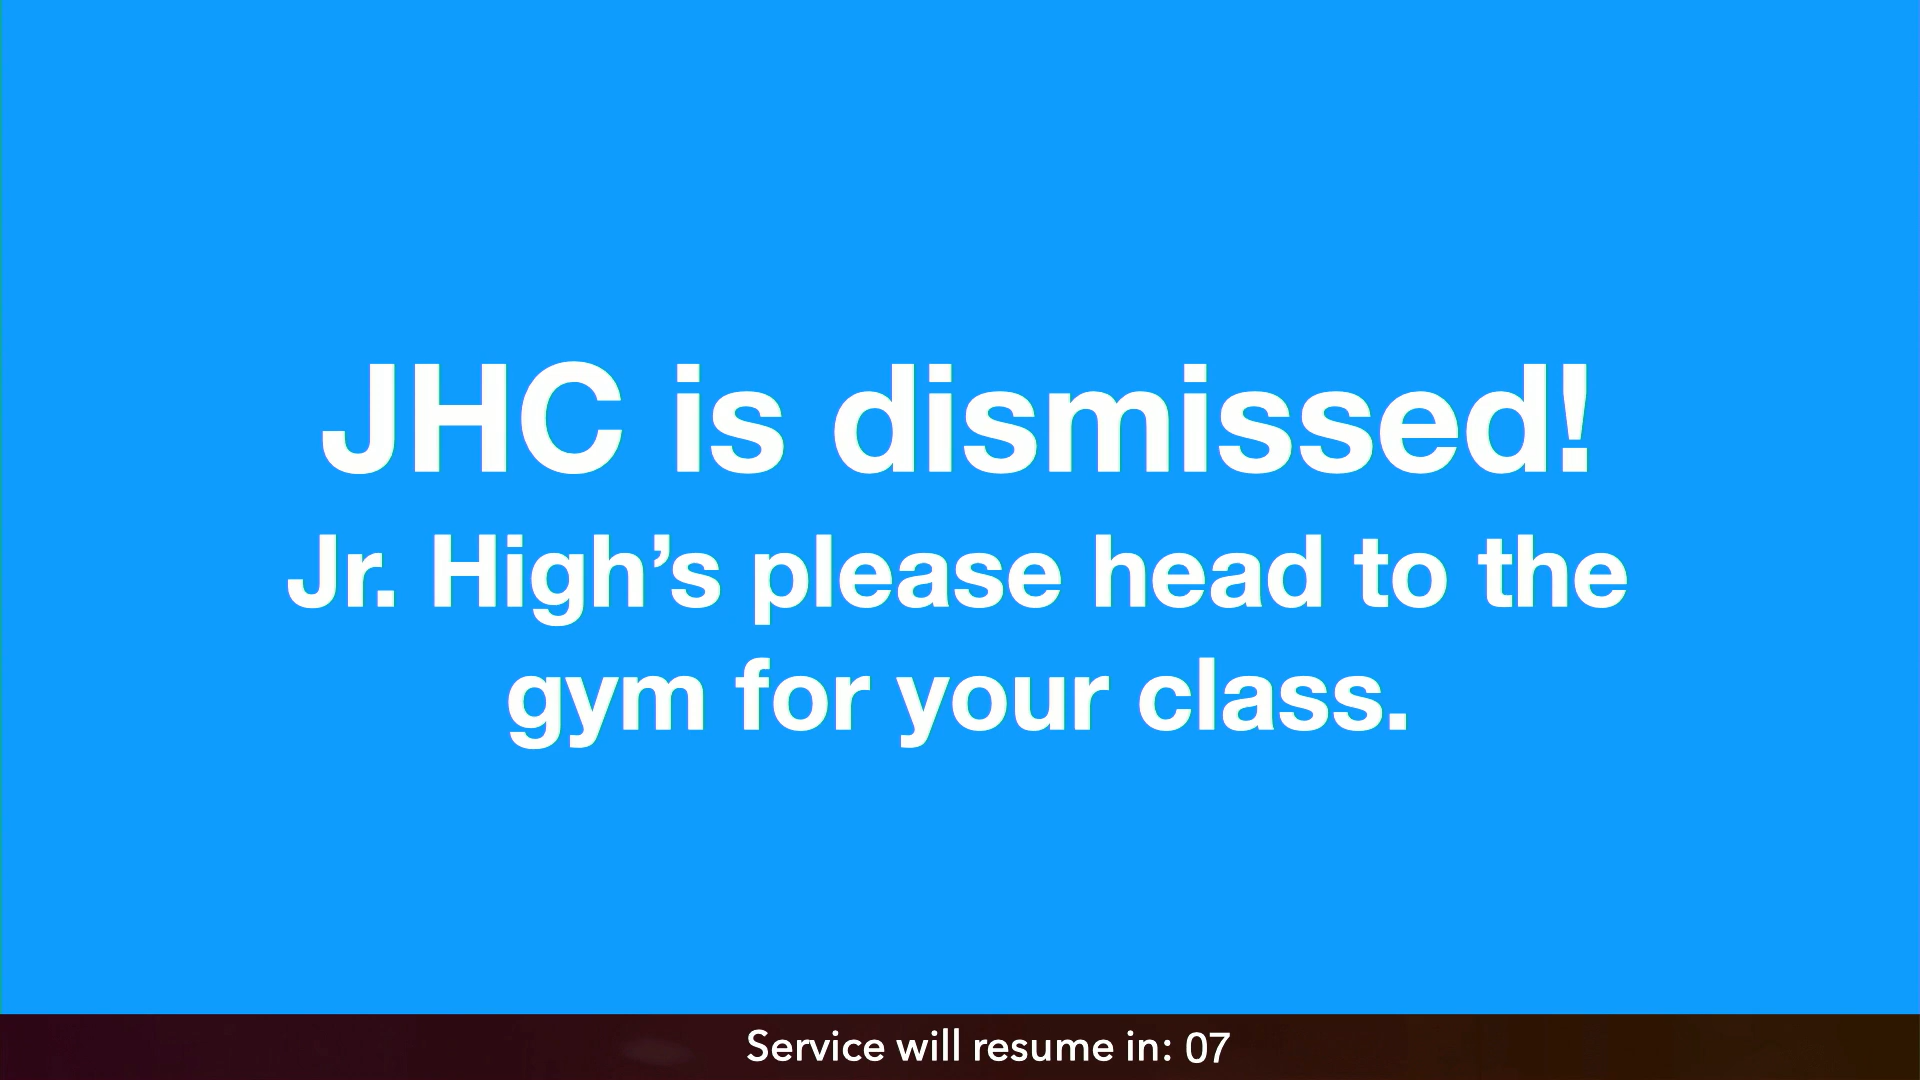 JHC is dismissed!
Jr. High’s please head to the
gym for your class.
Service will resume in: 07